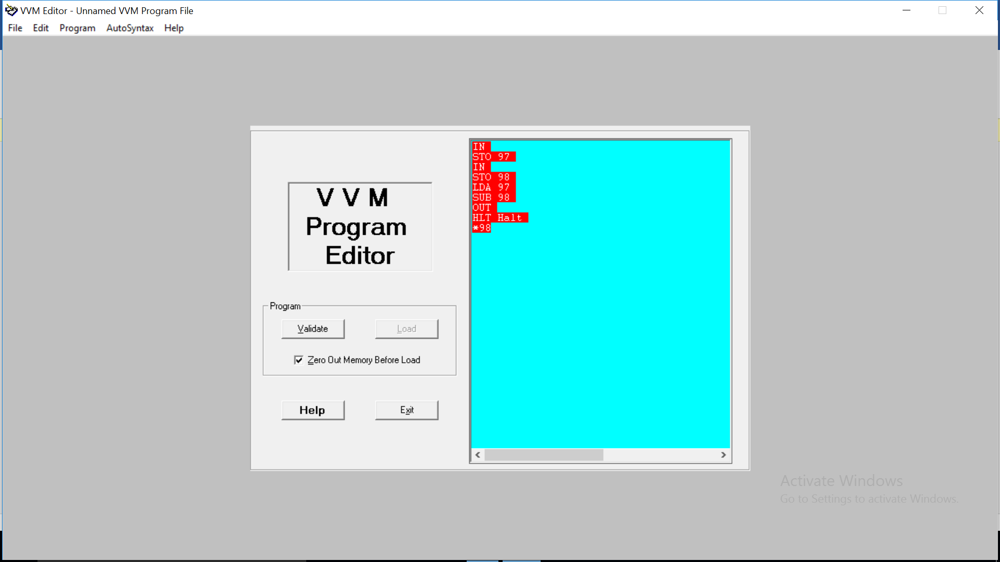 VVM Editor - Unnamed VVM Program File
File Edit Program AutoSyntax Help
V V M
Program
Editor
Program
Validate Load
Zero Out Memory Before Load
Help Exit
IN
STO 97
IN
STO 98
LDA 97
SUB 98
OUT
HLT Halt
*98
Activate Windows
Go to Settings to activate Windows.